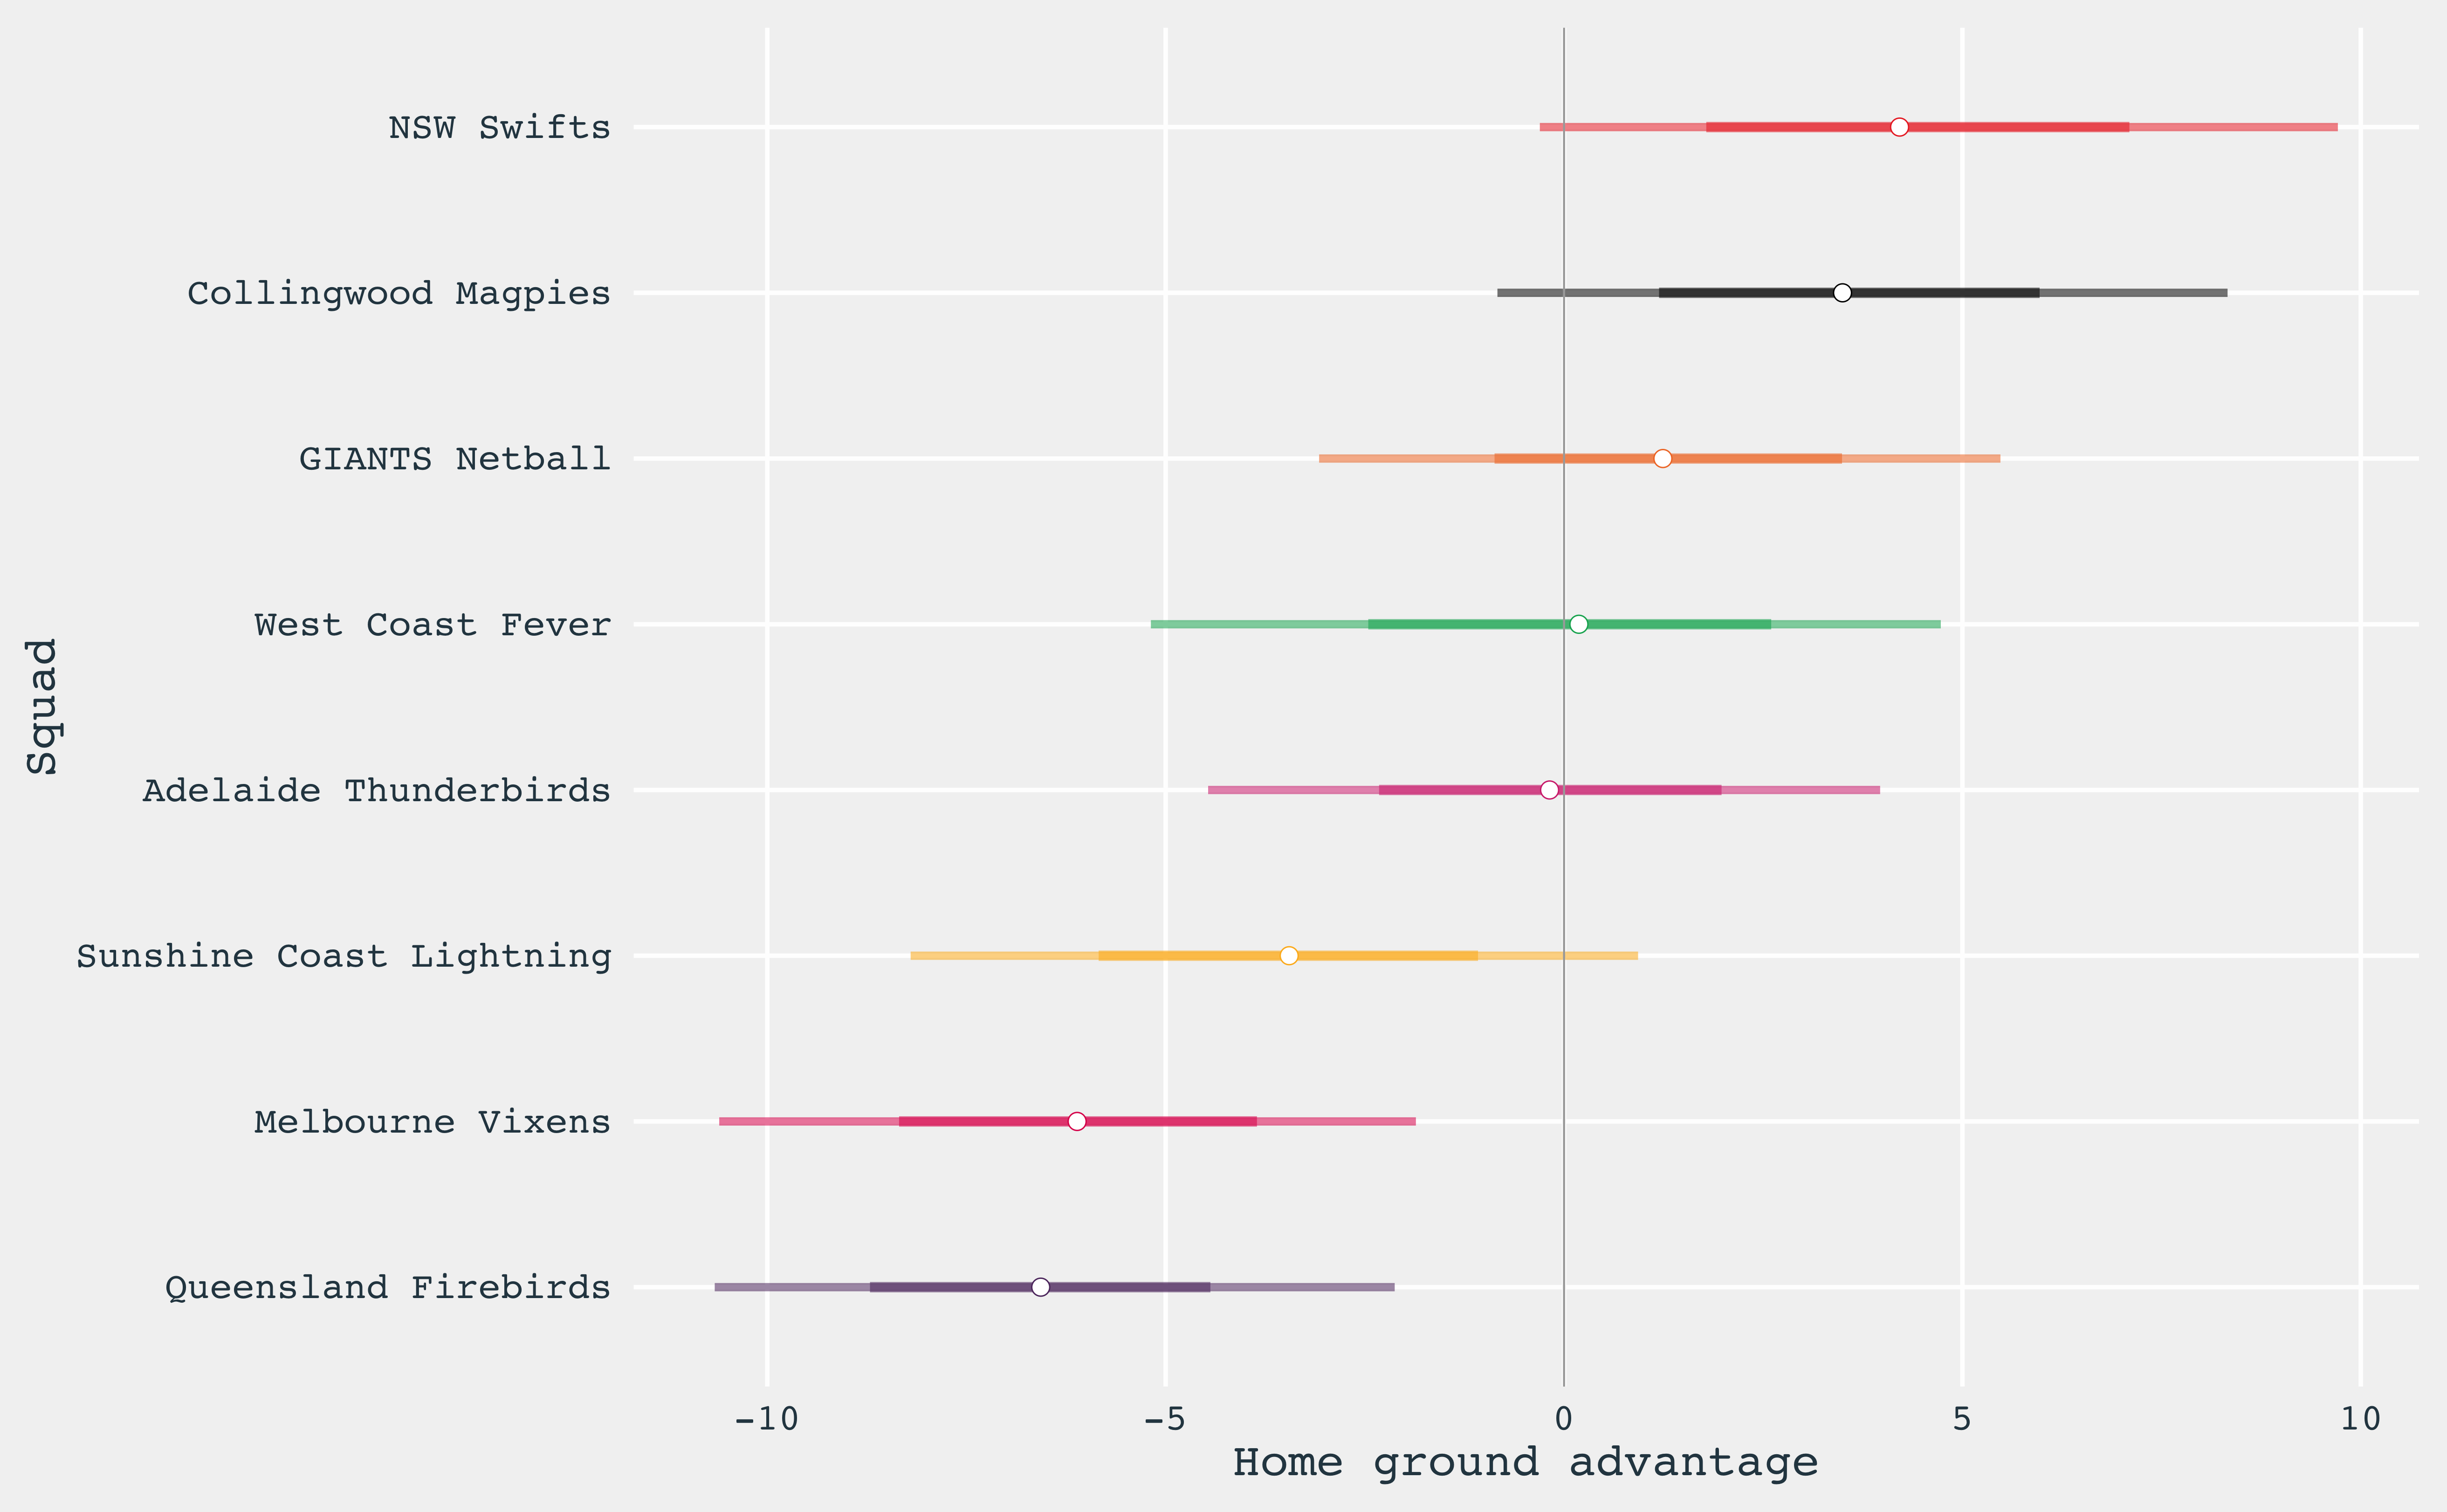 NSW Swifts
Collingwood Magpies
GIANTS Netball
West Coast Fever
Adelaide Thunderbirds
Sunshine Coast Lightning
Melbourne Vixens
Queensland Firebirds
Squad
-10 -5 0 5 10
Home ground advantage